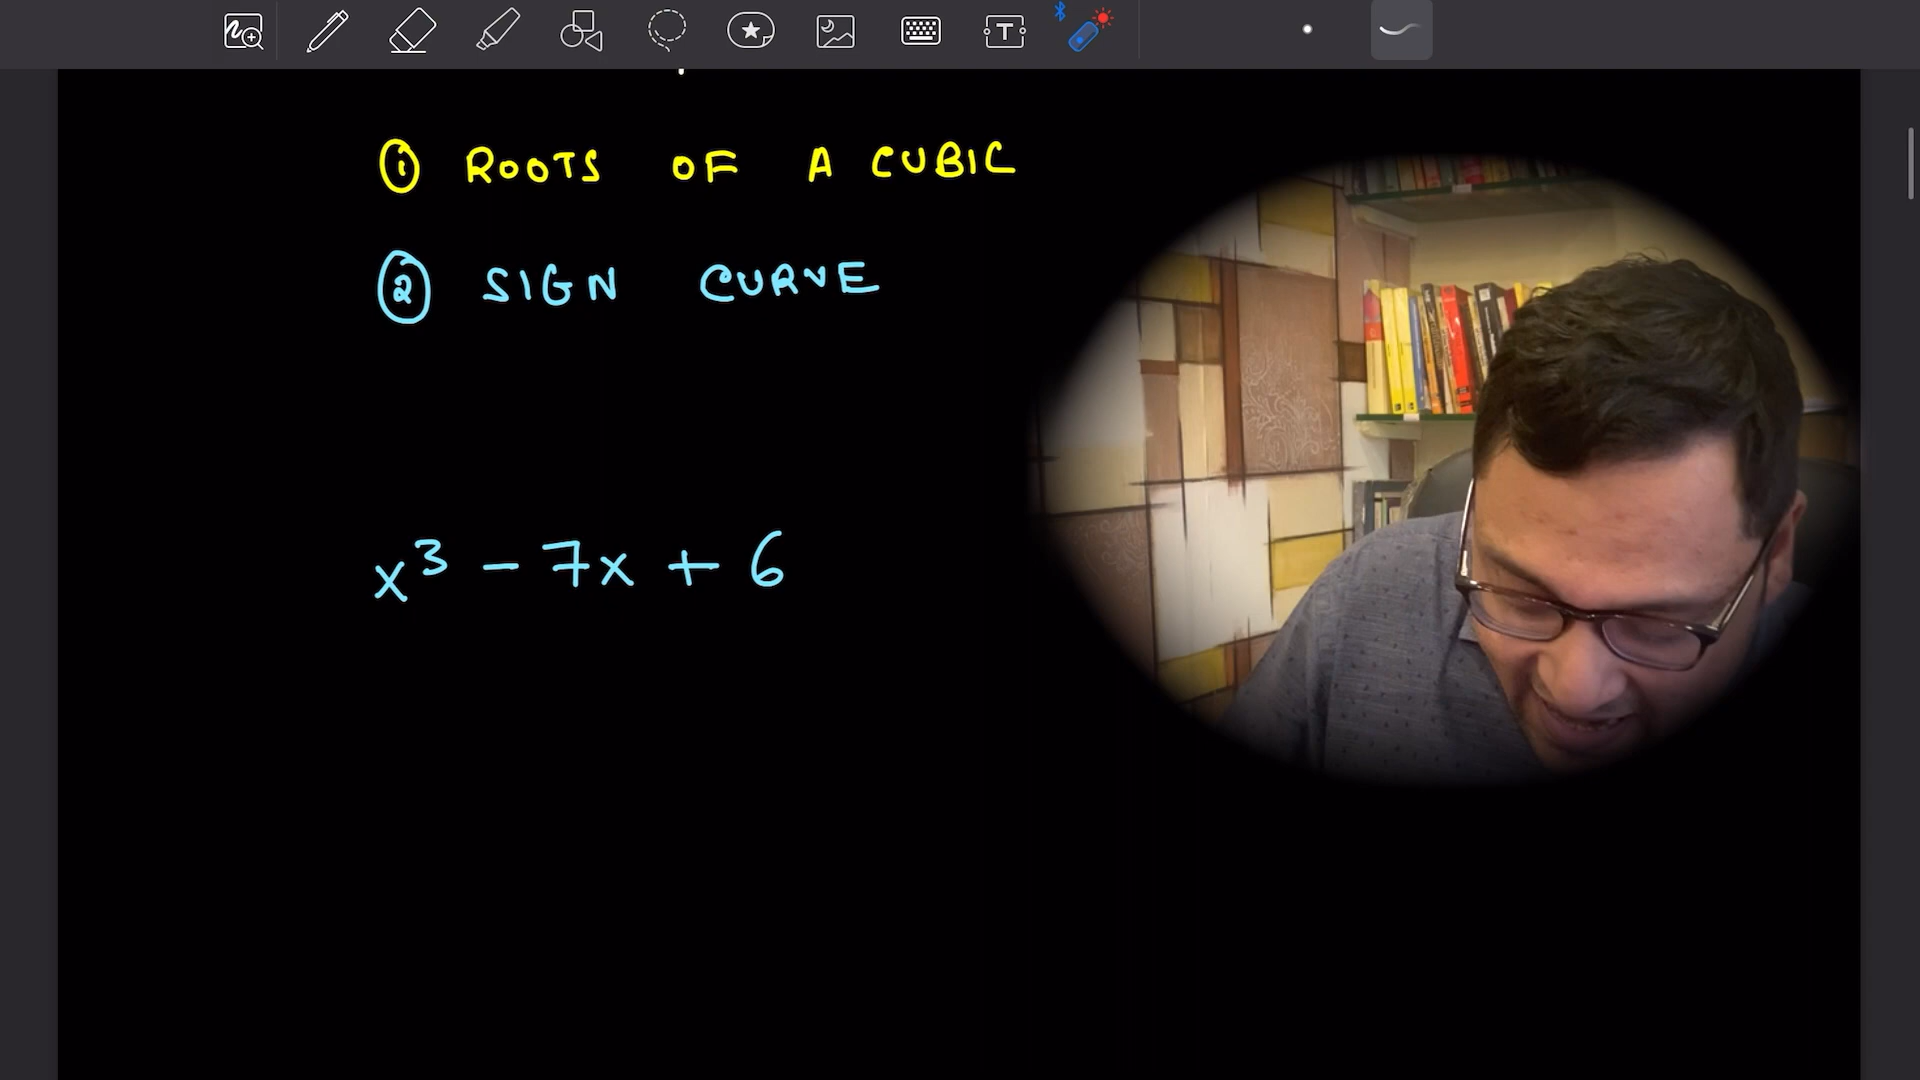 ① ROOTS OF A CUBIC
② SIGN CURVE
x³ - 7x + 6